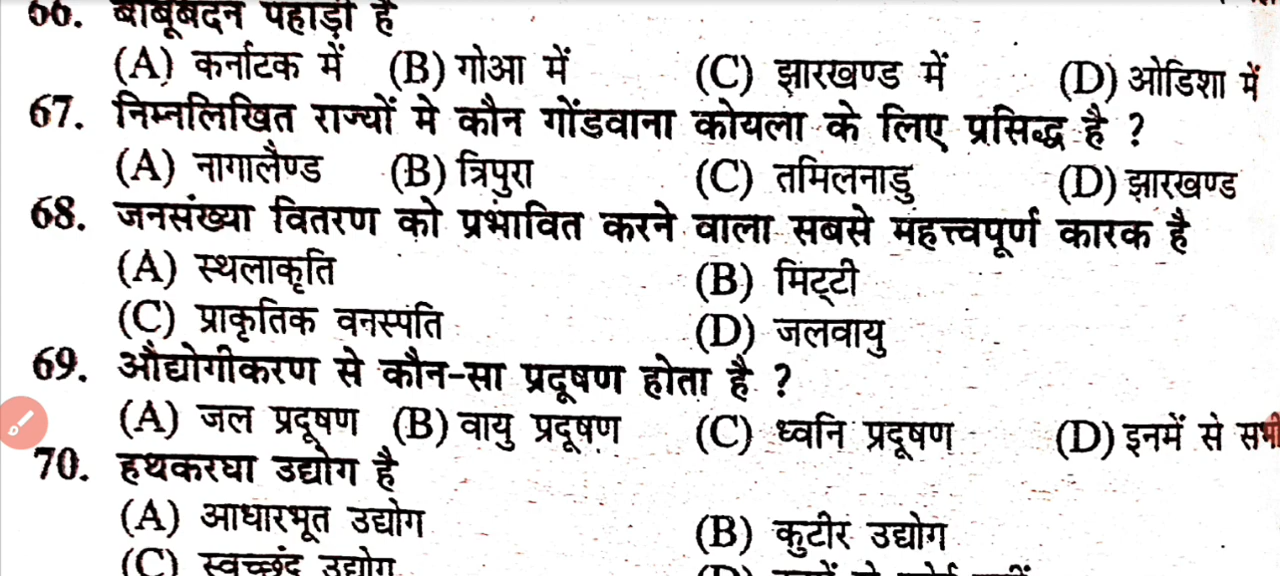 66. बाबूबदन पहाड़ी है
(A) कर्नाटक में (B) गोआ में (C) झारखण्ड में (D) ओडिशा में
67. निम्नलिखित राज्यों मे कौन गोंडवाना कोयला के लिए प्रसिद्ध है ?
(A) नागालैण्ड (B) त्रिपुरा (C) तमिलनाडु (D) झारखण्ड
68. जनसंख्या वितरण को प्रभावित करने वाला सबसे महत्त्वपूर्ण कारक है
(A) स्थलाकृति (B) मिट्टी
(C) प्राकृतिक वनस्पति (D) जलवायु
69. औद्योगीकरण से कौन-सा प्रदूषण होता है ?
(A) जल प्रदूषण (B) वायु प्रदूषण (C) ध्वनि प्रदूषण (D) इनमें से सभी
70. हथकरघा उद्योग है
(A) आधारभूत उद्योग (B) कुटीर उद्योग
(C) स्वच्छंद उद्योग (D)